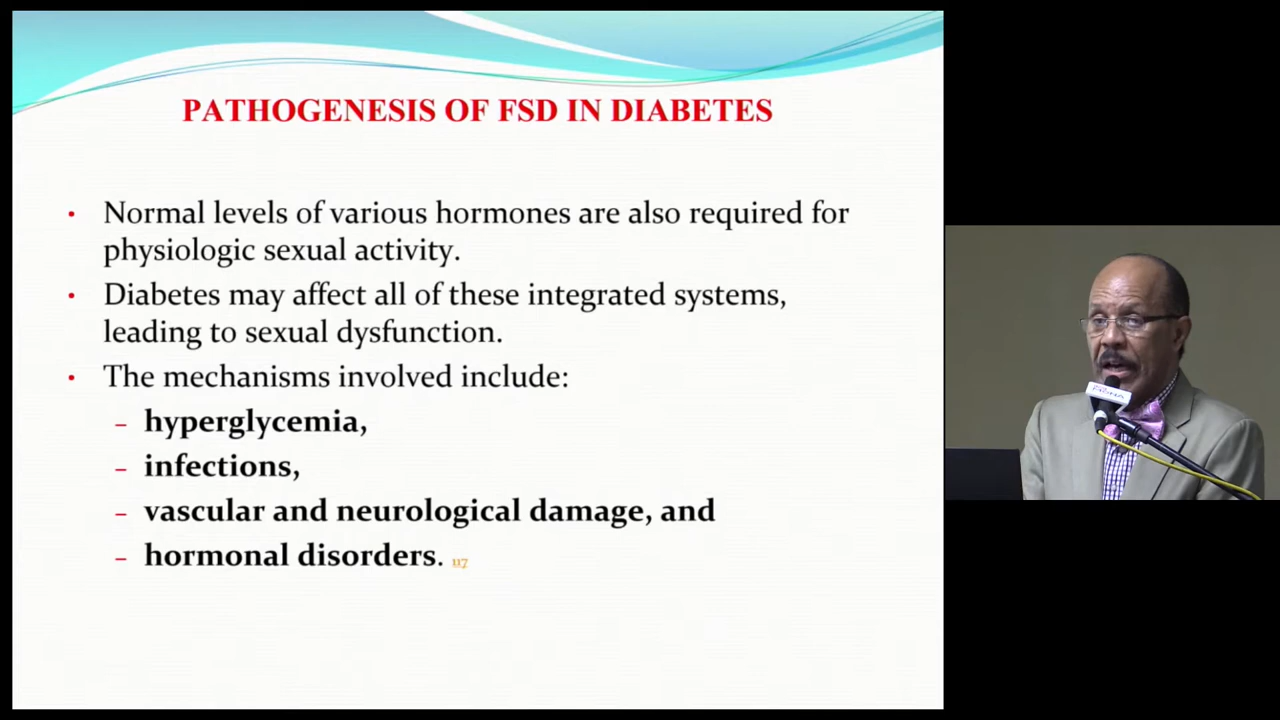 PATHOGENESIS OF FSD IN DIABETES
• Normal levels of various hormones are also required for
physiologic sexual activity.
• Diabetes may affect all of these integrated systems,
leading to sexual dysfunction.
• The mechanisms involved include:
– hyperglycemia,
– infections,
– vascular and neurological damage, and
– hormonal disorders. 117